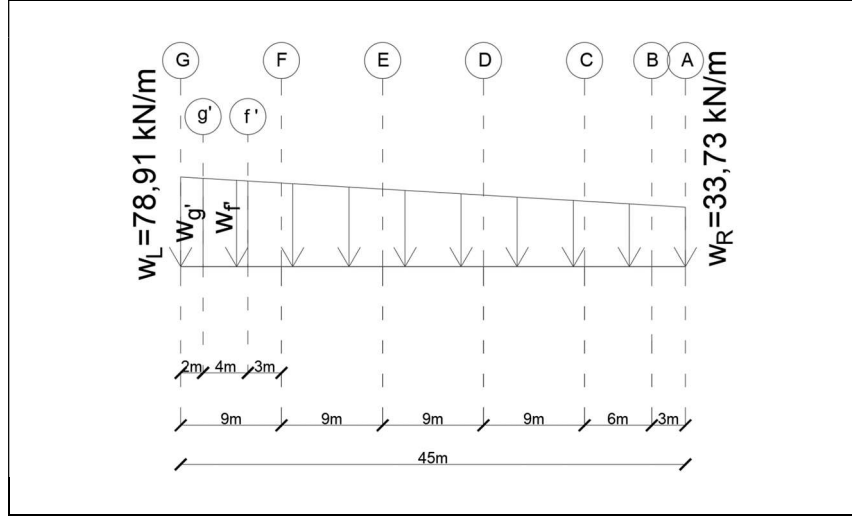 G
F
E
D
C
B
A
g'
f'
wL=78,91 kN/m
wg'
wf'
wR=33,73 kN/m
2m
4m
3m
9m
9m
9m
9m
6m
3m
45m